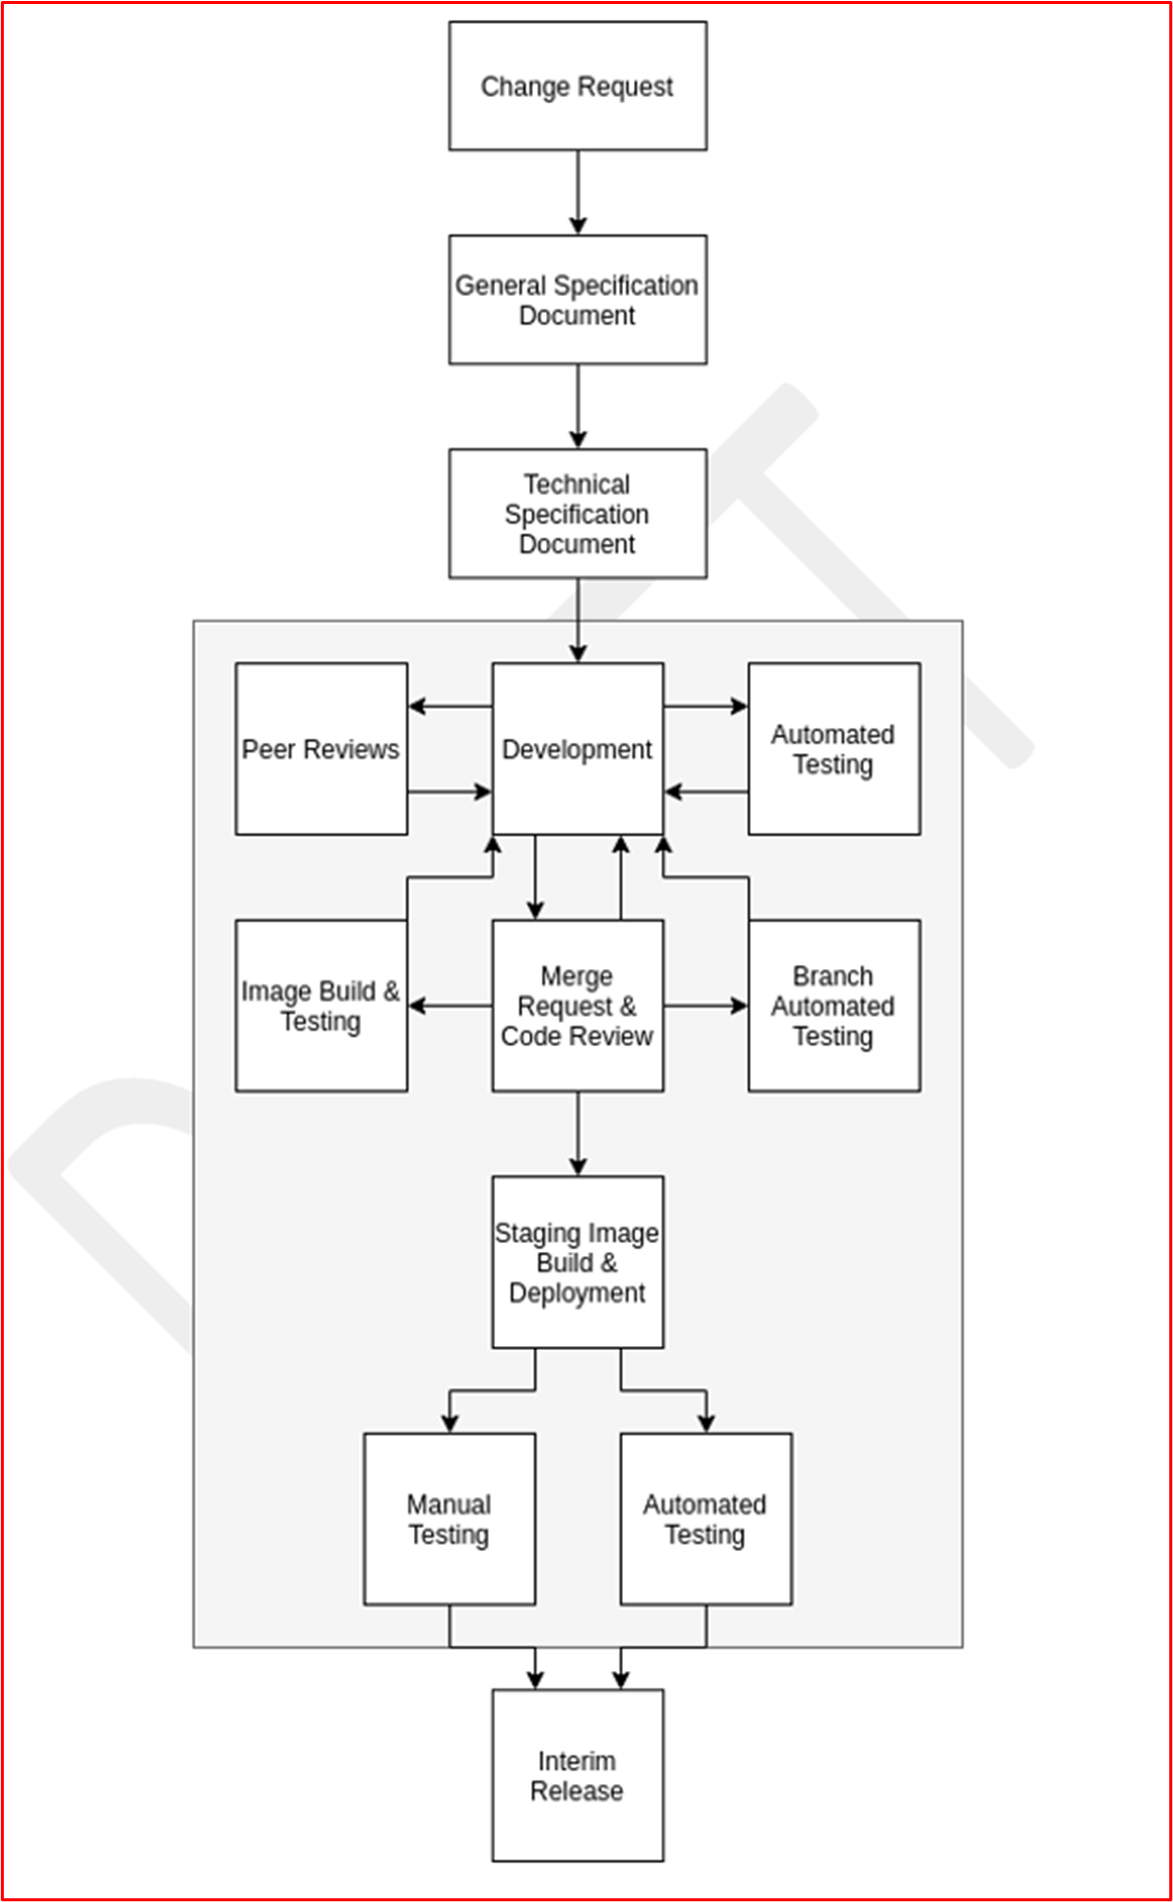 Change Request
General Specification
Document
Technical
Specification
Document
Peer Reviews
Development
Automated
Testing
Image Build &
Testing
Merge
Request &
Code Review
Branch
Automated
Testing
Staging Image
Build &
Deployment
Manual
Testing
Automated
Testing
Interim
Release